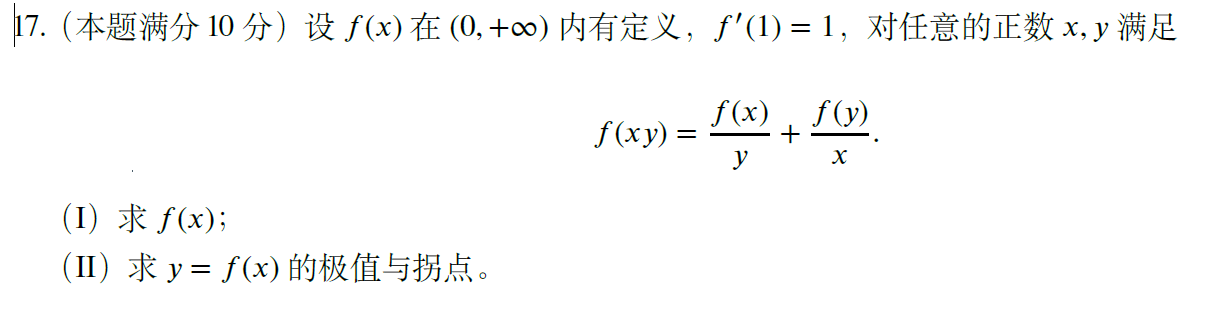 17.（本题满分 10 分）设 f(x) 在 (0, +∞) 内有定义，f′(1) = 1，对任意的正数 x, y 满足
f(xy) = f(x)/y + f(y)/x.
（I）求 f(x)；
（II）求 y = f(x) 的极值与拐点。